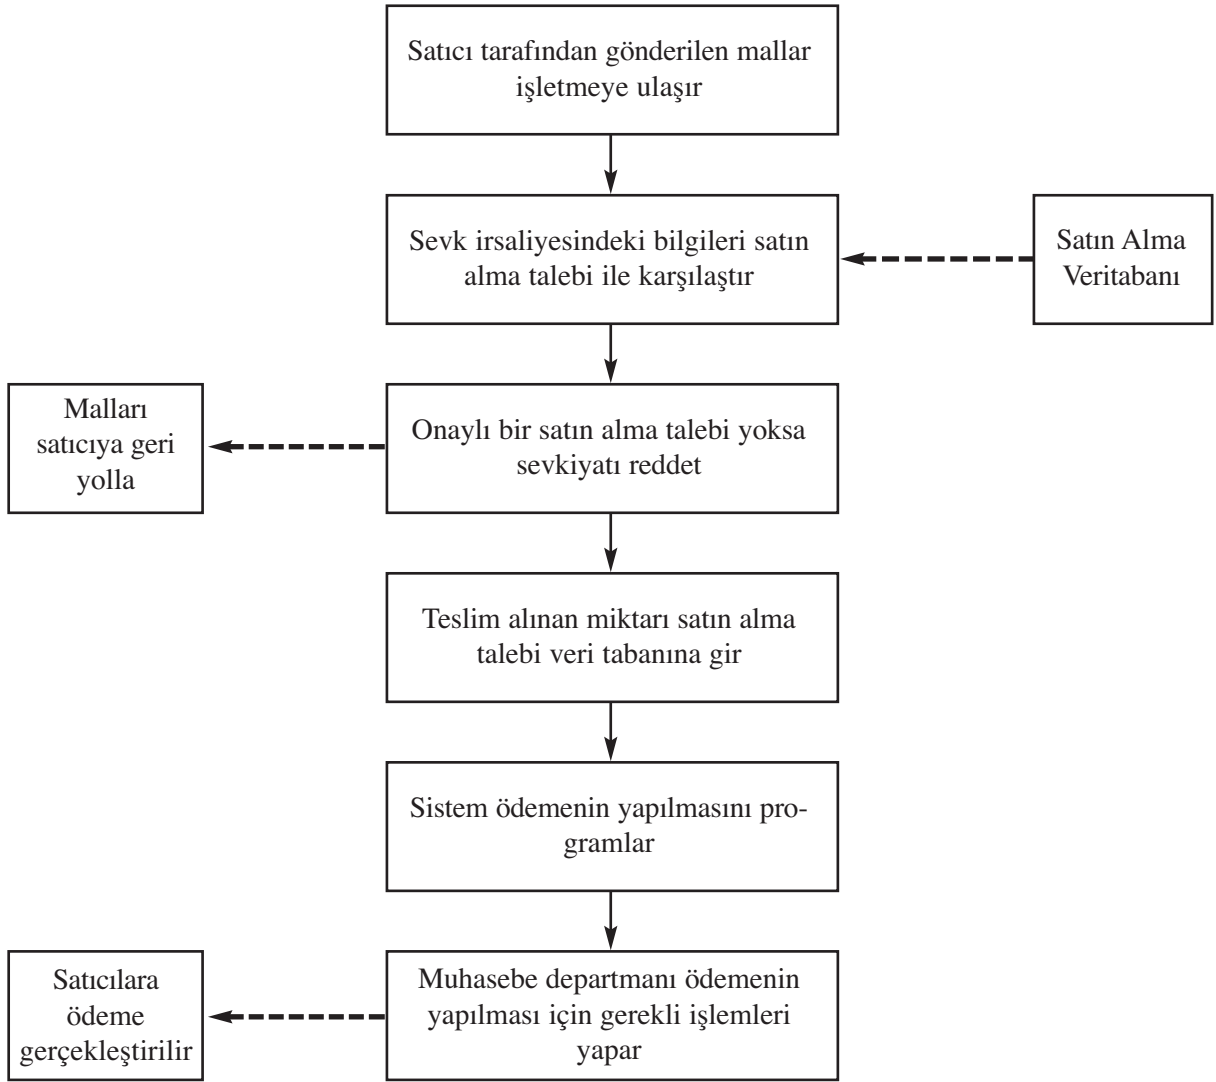 Satıcı tarafından gönderilen mallar
işletmeye ulaşır
Sevk irsaliyesindeki bilgileri satın
alma talebi ile karşılaştır
Satın Alma
Veritabanı
Malları
satıcıya geri
yolla
Onaylı bir satın alma talebi yoksa
sevkiyatı reddet
Teslim alınan miktarı satın alma
talebi veri tabanına gir
Sistem ödemenin yapılmasını pro-
gramlar
Satıcılara
ödeme
gerçekleştirilir
Muhasebe departmanı ödemenin
yapılması için gerekli işlemleri
yapar